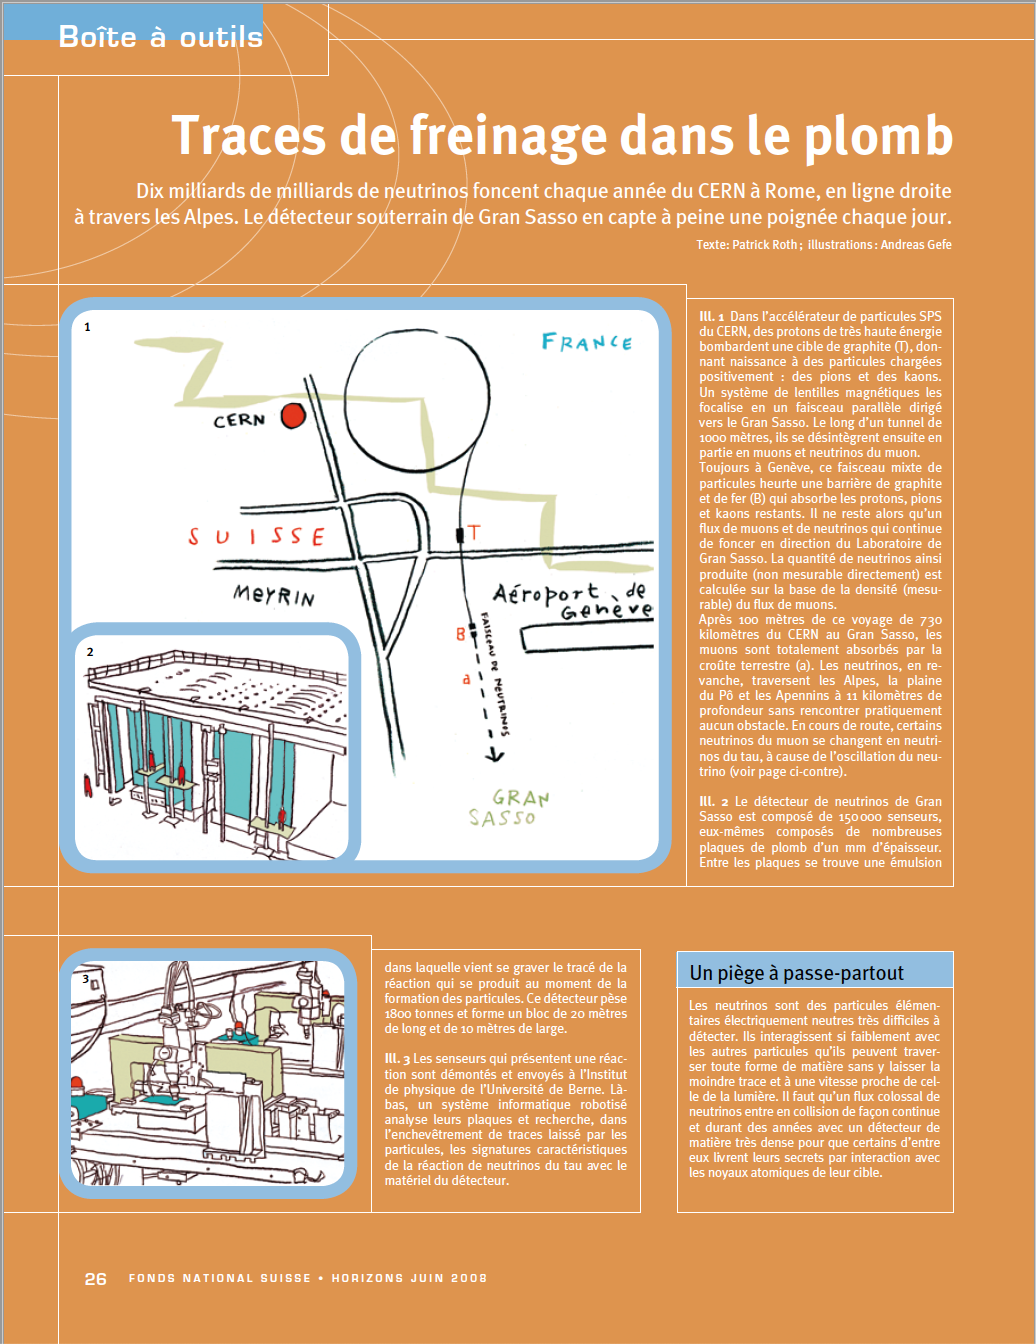 Boîte à outils
Traces de freinage dans le plomb
Dix milliards de milliards de neutrinos foncent chaque année du CERN à Rome, en ligne droite
à travers les Alpes. Le détecteur souterrain de Gran Sasso en capte à peine une poignée chaque jour.
Texte: Patrick Roth ; illustrations : Andreas Gefe
1
FRANCE
CERN
SUISSE
T
MEYRIN
Aéroport de
Genève
B
FAISCEAU DE NEUTRINOS
a
GRAN
SASSO
2
Ill. 1 Dans l'accélérateur de particules SPS
du CERN, des protons de très haute énergie
bombardent une cible de graphite (T), don-
nant naissance à des particules chargées
positivement : des pions et des kaons.
Un système de lentilles magnétiques les
focalise en un faisceau parallèle dirigé
vers le Gran Sasso. Le long d'un tunnel de
1000 mètres, ils se désintègrent ensuite en
partie en muons et neutrinos du muon.
Toujours à Genève, ce faisceau mixte de
particules heurte une barrière de graphite
et de fer (B) qui absorbe les protons, pions
et kaons restants. Il ne reste alors qu'un
flux de muons et de neutrinos qui continue
de foncer en direction du Laboratoire de
Gran Sasso. La quantité de neutrinos ainsi
produite (non mesurable directement) est
calculée sur la base de la densité (mesu-
rable) du flux de muons.
Après 100 mètres de ce voyage de 730
kilomètres du CERN au Gran Sasso, les
muons sont totalement absorbés par la
croûte terrestre (a). Les neutrinos, en re-
vanche, traversent les Alpes, la plaine
du Pô et les Apennins à 11 kilomètres de
profondeur sans rencontrer pratiquement
aucun obstacle. En cours de route, certains
neutrinos du muon se changent en neutri-
nos du tau, à cause de l'oscillation du neu-
trino (voir page ci-contre).
Ill. 2 Le détecteur de neutrinos de Gran
Sasso est composé de 150 000 senseurs,
eux-mêmes composés de nombreuses
plaques de plomb d'un mm d'épaisseur.
Entre les plaques se trouve une émulsion
3
dans laquelle vient se graver le tracé de la
réaction qui se produit au moment de la
formation des particules. Ce détecteur pèse
1800 tonnes et forme un bloc de 20 mètres
de long et de 10 mètres de large.
Ill. 3 Les senseurs qui présentent une réac-
tion sont démontés et envoyés à l'Institut
de physique de l'Université de Berne. Là-
bas, un système informatique robotisé
analyse leurs plaques et recherche, dans
l'enchevêtrement de traces laissé par les
particules, les signatures caractéristiques
de la réaction de neutrinos du tau avec le
matériel du détecteur.
Un piège à passe-partout
Les neutrinos sont des particules élémen-
taires électriquement neutres très difficiles à
détecter. Ils interagissent si faiblement avec
les autres particules qu'ils peuvent traver-
ser toute forme de matière sans y laisser la
moindre trace et à une vitesse proche de cel-
le de la lumière. Il faut qu'un flux colossal de
neutrinos entre en collision de façon continue
et durant des années avec un détecteur de
matière très dense pour que certains d'entre
eux livrent leurs secrets par interaction avec
les noyaux atomiques de leur cible.
26 FONDS NATIONAL SUISSE • HORIZONS JUIN 2008